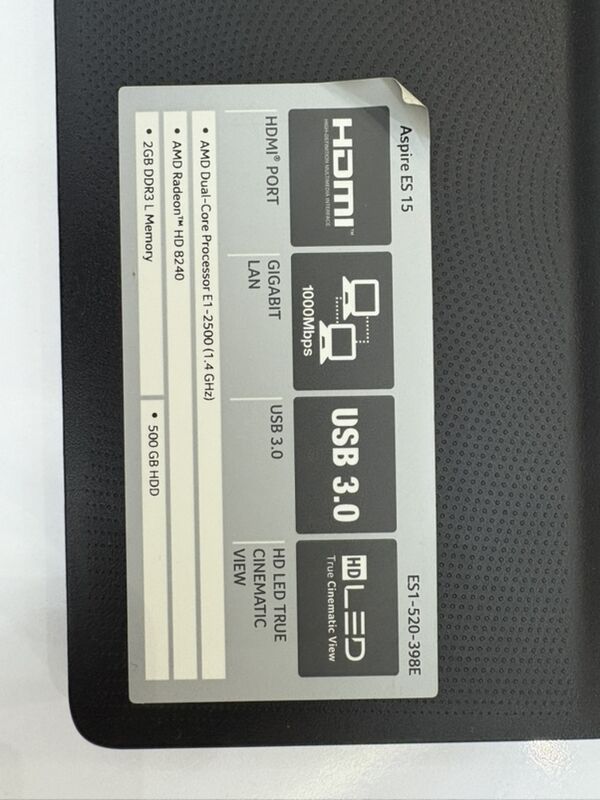 Aspire ES 15
ES1-520-398E
HDMI™
HIGH-DEFINITION MULTIMEDIA INTERFACE
1000Mbps
USB 3.0
HD LED
True Cinematic View
HDMI® PORT
GIGABIT
LAN
USB 3.0
HD LED TRUE
CINEMATIC
VIEW
• AMD Dual-Core Processor E1-2500 (1.4 GHz)
• AMD Radeon™ HD 8240
• 2GB DDR3 L Memory
• 500 GB HDD